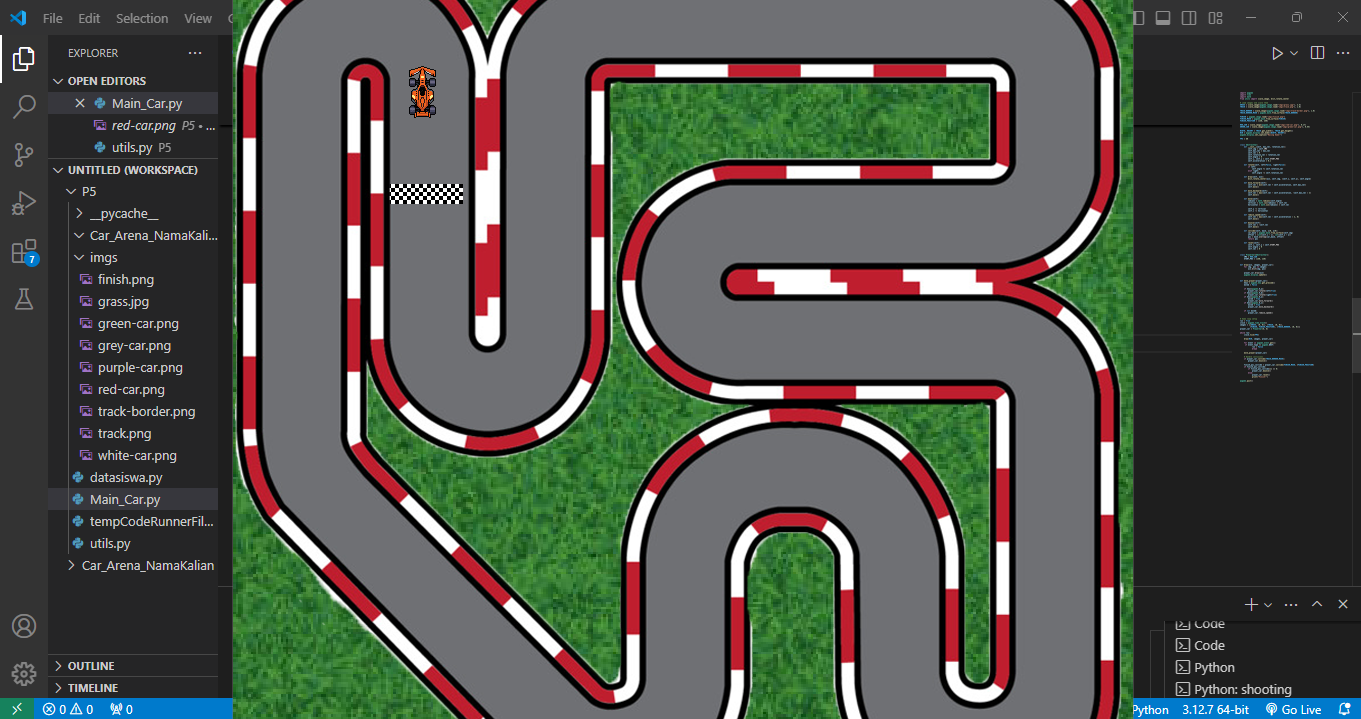 File Edit Selection View
EXPLORER
OPEN EDITORS
Main_Car.py
red-car.png P5 • ...
utils.py P5
UNTITLED (WORKSPACE)
P5
__pycache__
Car_Arena_NamaKali...
imgs
finish.png
grass.jpg
green-car.png
grey-car.png
purple-car.png
red-car.png
track-border.png
track.png
white-car.png
datasiswa.py
Main_Car.py
tempCodeRunnerFil...
utils.py
Car_Arena_NamaKalian
7
OUTLINE
TIMELINE
Code
Code
Python
Python: shooting
0 0 0
Python 3.12.7 64-bit Go Live